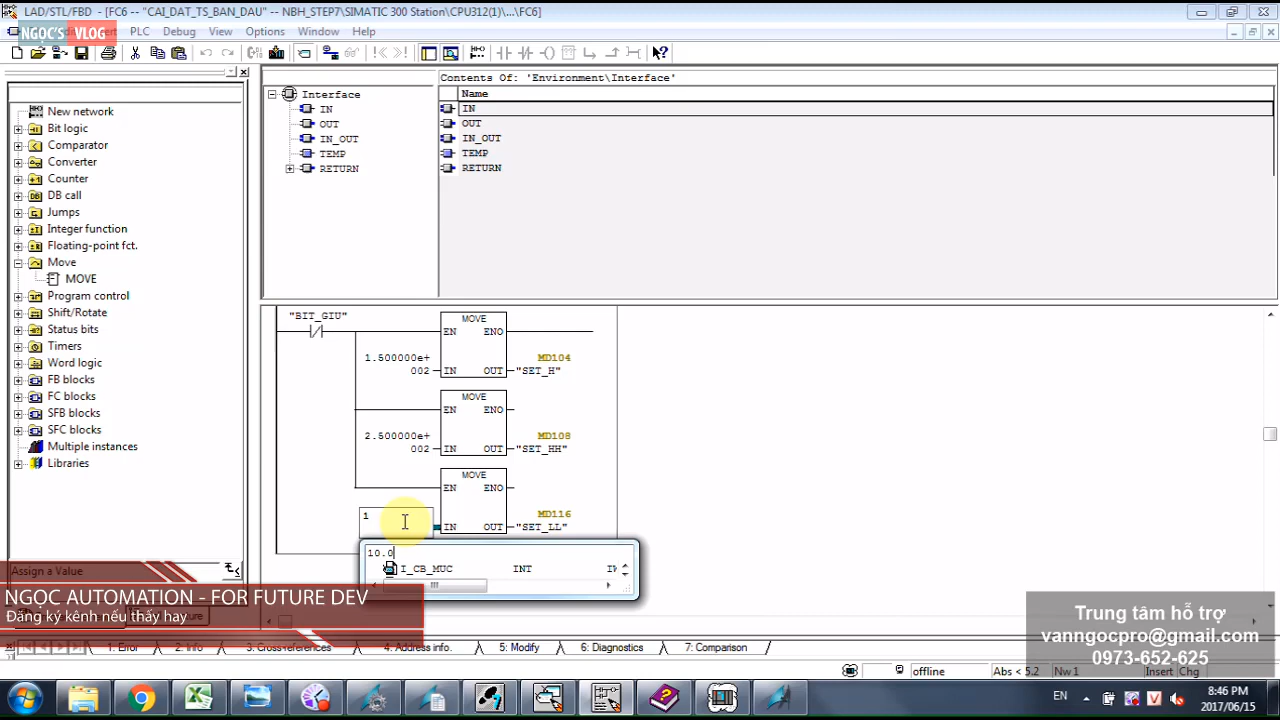 LAD/STL/FBD - [FC6 -- "CAI_DAT_TS_BAN_DAU" -- NBH_STEP7\SIMATIC 300 Station\CPU312(1)\...\FC6]
NGỌC'S VLOG
PLC Debug View Options Window Help
New network
Bit logic
Comparator
Converter
Counter
DB call
Jumps
Integer function
Floating-point fct.
Move
MOVE
Program control
Shift/Rotate
Status bits
Timers
Word logic
FB blocks
FC blocks
SFB blocks
SFC blocks
Multiple instances
Libraries
Assign a Value
Interface
IN
OUT
IN_OUT
TEMP
RETURN
Contents Of: 'Environment\Interface'
Name
IN
OUT
IN_OUT
TEMP
RETURN
"BIT_GIU"
MOVE
EN ENO
1.500000e+ MD104
002 IN OUT "SET_H"
MOVE
EN ENO
2.500000e+ MD108
002 IN OUT "SET_HH"
MOVE
EN ENO
1 MD116
IN OUT "SET_LL"
10.0
I_CB_MUC INT
NGỌC AUTOMATION - FOR FUTURE DEV
Đăng ký kênh nếu thấy hay
Trung tâm hỗ trợ
vanngocpro@gmail.com
0973-652-625
1: Error 2: Info 3: Cross-references 4: Address info. 5: Modify 6: Diagnostics 7: Comparison
offline Abs < 5.2 Nw 1 Insert Chg
EN 8:46 PM
2017/06/15